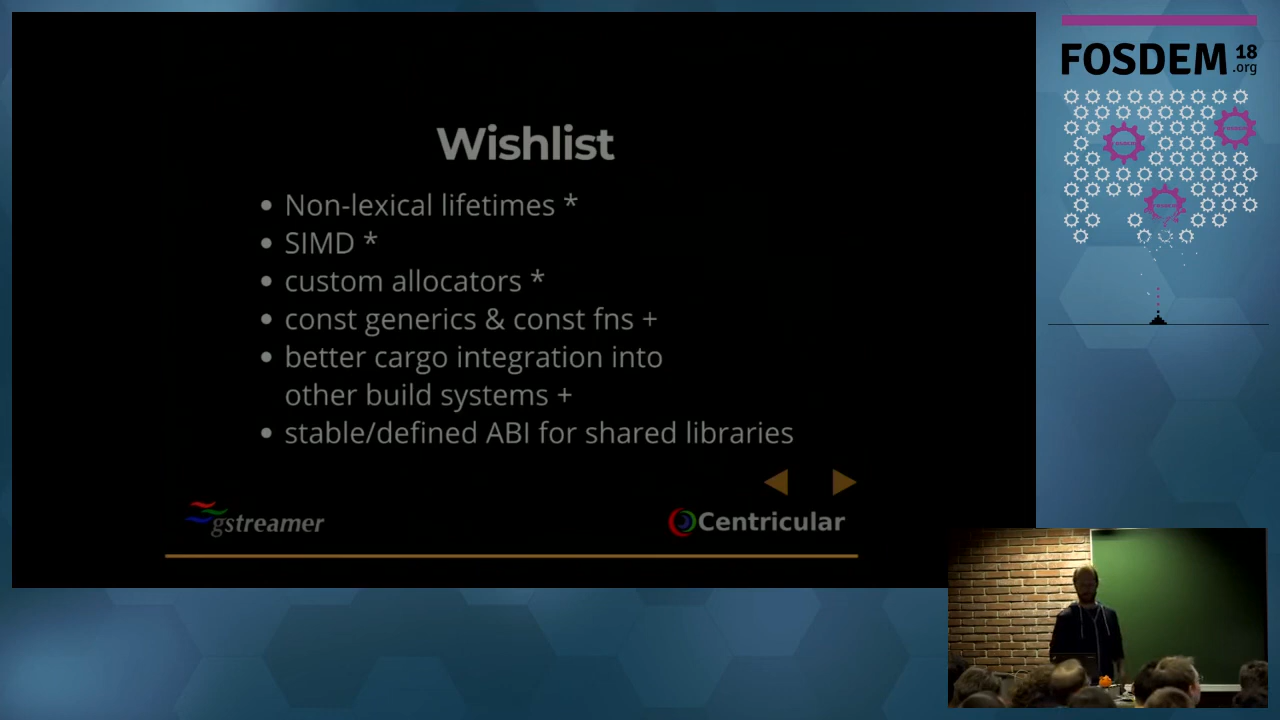 Wishlist
• Non-lexical lifetimes *
• SIMD *
• custom allocators *
• const generics & const fns +
• better cargo integration into
other build systems +
• stable/defined ABI for shared libraries
gstreamer
Centricular
FOSDEM 18
.org